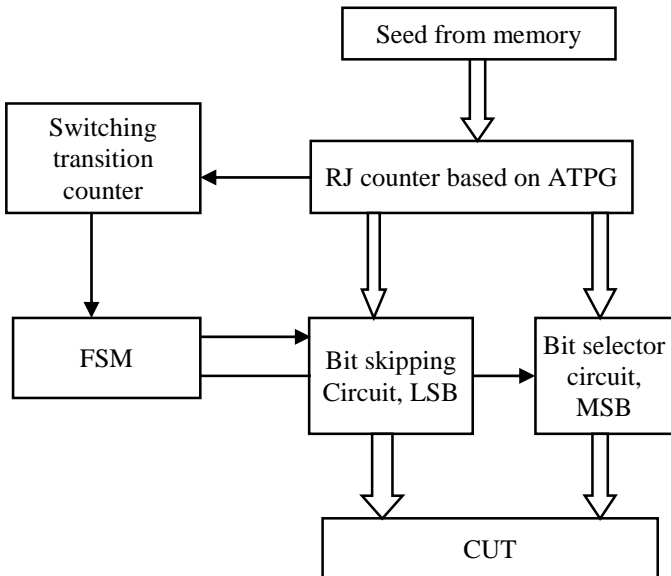 Seed from memory
Switching
transition
counter
RJ counter based on ATPG
FSM
Bit skipping
Circuit, LSB
Bit selector
circuit,
MSB
CUT